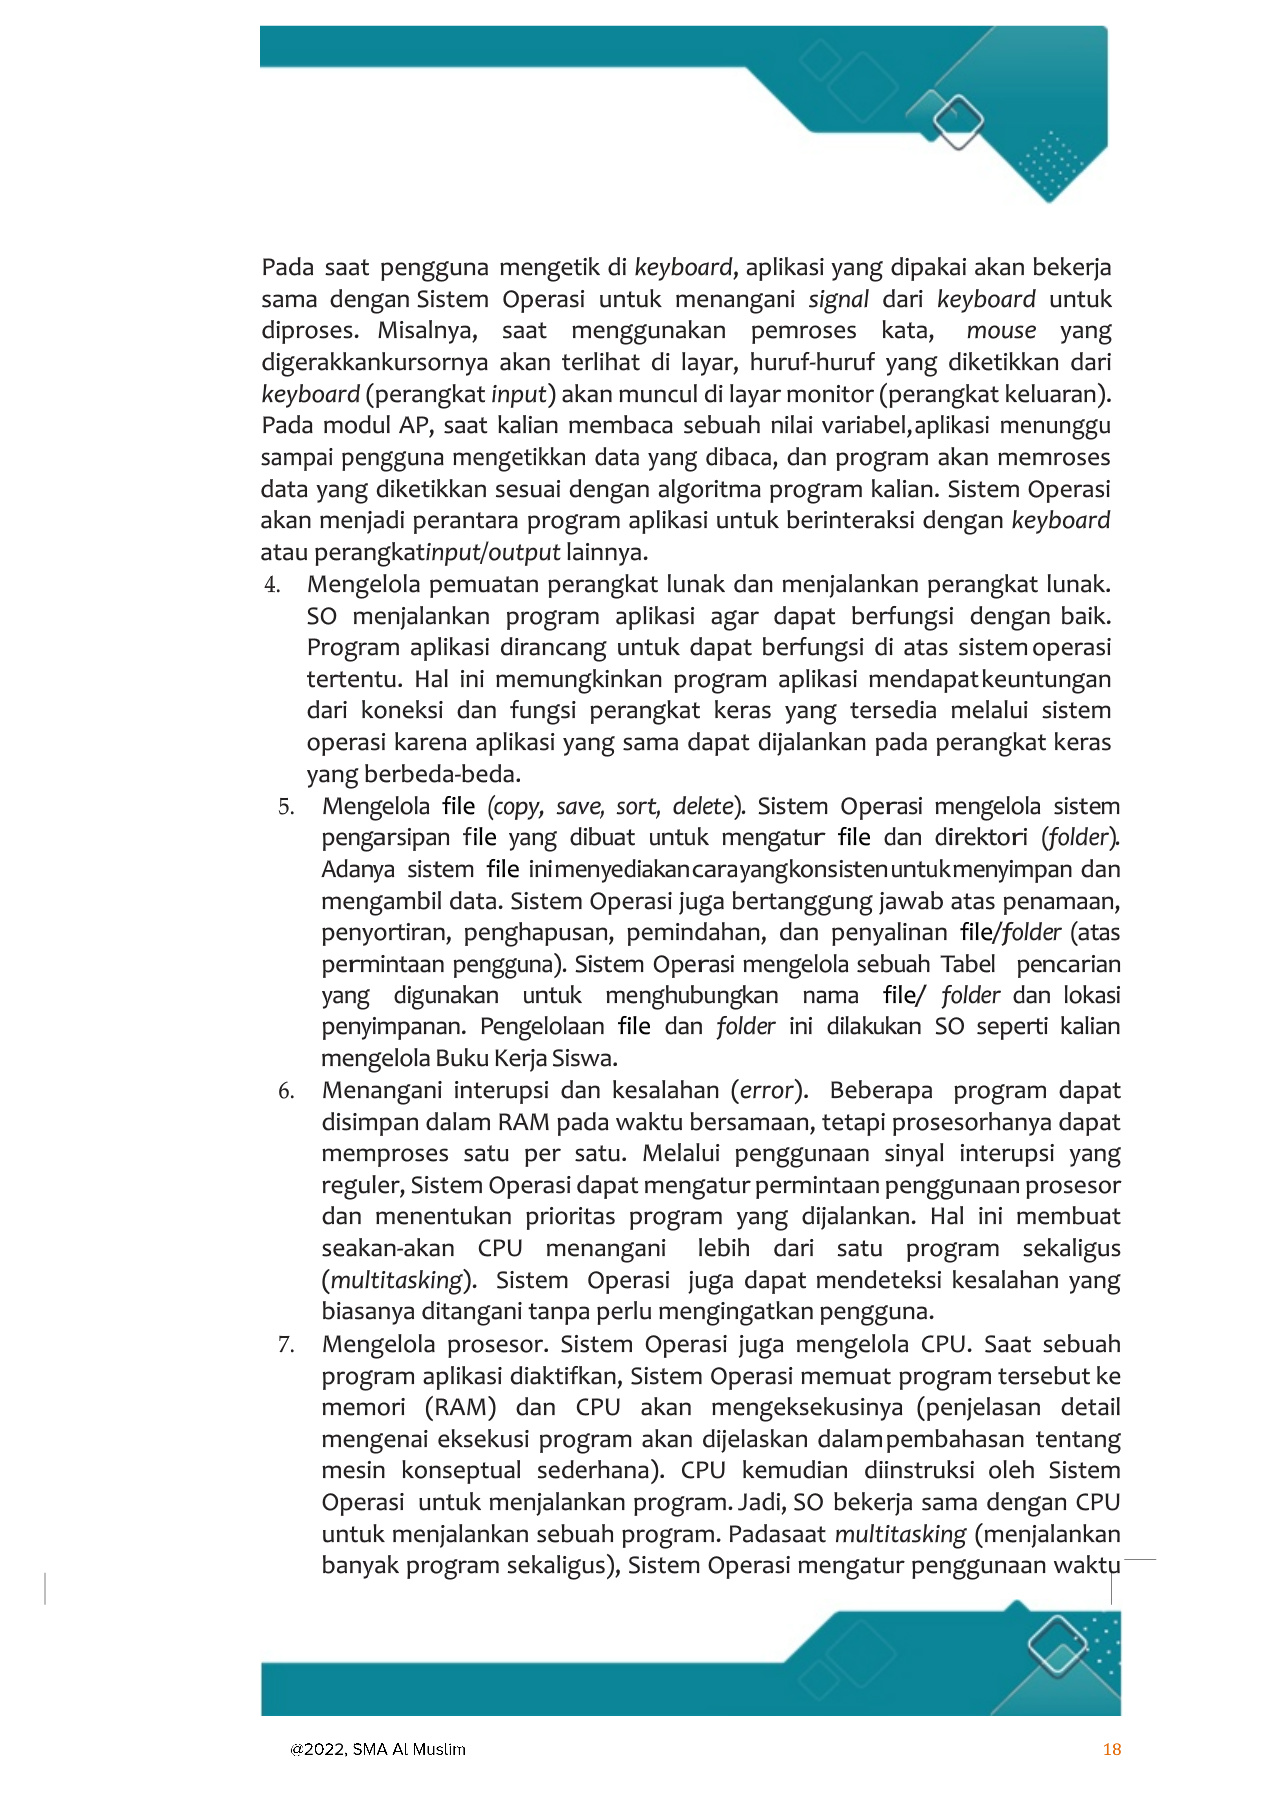 Pada saat pengguna mengetik di keyboard, aplikasi yang dipakai akan bekerja
sama dengan Sistem Operasi untuk menangani signal dari keyboard untuk
diproses. Misalnya, saat menggunakan pemroses kata, mouse yang
digerakkankursornya akan terlihat di layar, huruf-huruf yang diketikkan dari
keyboard (perangkat input) akan muncul di layar monitor (perangkat keluaran).
Pada modul AP, saat kalian membaca sebuah nilai variabel,aplikasi menunggu
sampai pengguna mengetikkan data yang dibaca, dan program akan memroses
data yang diketikkan sesuai dengan algoritma program kalian. Sistem Operasi
akan menjadi perantara program aplikasi untuk berinteraksi dengan keyboard
atau perangkatinput/output lainnya.
4. Mengelola pemuatan perangkat lunak dan menjalankan perangkat lunak.
SO menjalankan program aplikasi agar dapat berfungsi dengan baik.
Program aplikasi dirancang untuk dapat berfungsi di atas sistem operasi
tertentu. Hal ini memungkinkan program aplikasi mendapatkeuntungan
dari koneksi dan fungsi perangkat keras yang tersedia melalui sistem
operasi karena aplikasi yang sama dapat dijalankan pada perangkat keras
yang berbeda-beda.
5. Mengelola file (copy, save, sort, delete). Sistem Operasi mengelola sistem
pengarsipan file yang dibuat untuk mengatur file dan direktori (folder).
Adanya sistem file inimenyediakancarayangkonsistenuntukmenyimpan dan
mengambil data. Sistem Operasi juga bertanggung jawab atas penamaan,
penyortiran, penghapusan, pemindahan, dan penyalinan file/folder (atas
permintaan pengguna). Sistem Operasi mengelola sebuah Tabel pencarian
yang digunakan untuk menghubungkan nama file/ folder dan lokasi
penyimpanan. Pengelolaan file dan folder ini dilakukan SO seperti kalian
mengelola Buku Kerja Siswa.
6. Menangani interupsi dan kesalahan (error). Beberapa program dapat
disimpan dalam RAM pada waktu bersamaan, tetapi prosesorhanya dapat
memproses satu per satu. Melalui penggunaan sinyal interupsi yang
reguler, Sistem Operasi dapat mengatur permintaan penggunaan prosesor
dan menentukan prioritas program yang dijalankan. Hal ini membuat
seakan-akan CPU menangani lebih dari satu program sekaligus
(multitasking). Sistem Operasi juga dapat mendeteksi kesalahan yang
biasanya ditangani tanpa perlu mengingatkan pengguna.
7. Mengelola prosesor. Sistem Operasi juga mengelola CPU. Saat sebuah
program aplikasi diaktifkan, Sistem Operasi memuat program tersebut ke
memori (RAM) dan CPU akan mengeksekusinya (penjelasan detail
mengenai eksekusi program akan dijelaskan dalampembahasan tentang
mesin konseptual sederhana). CPU kemudian diinstruksi oleh Sistem
Operasi untuk menjalankan program. Jadi, SO bekerja sama dengan CPU
untuk menjalankan sebuah program. Padasaat multitasking (menjalankan
banyak program sekaligus), Sistem Operasi mengatur penggunaan waktu
@2022, SMA Al Muslim 18